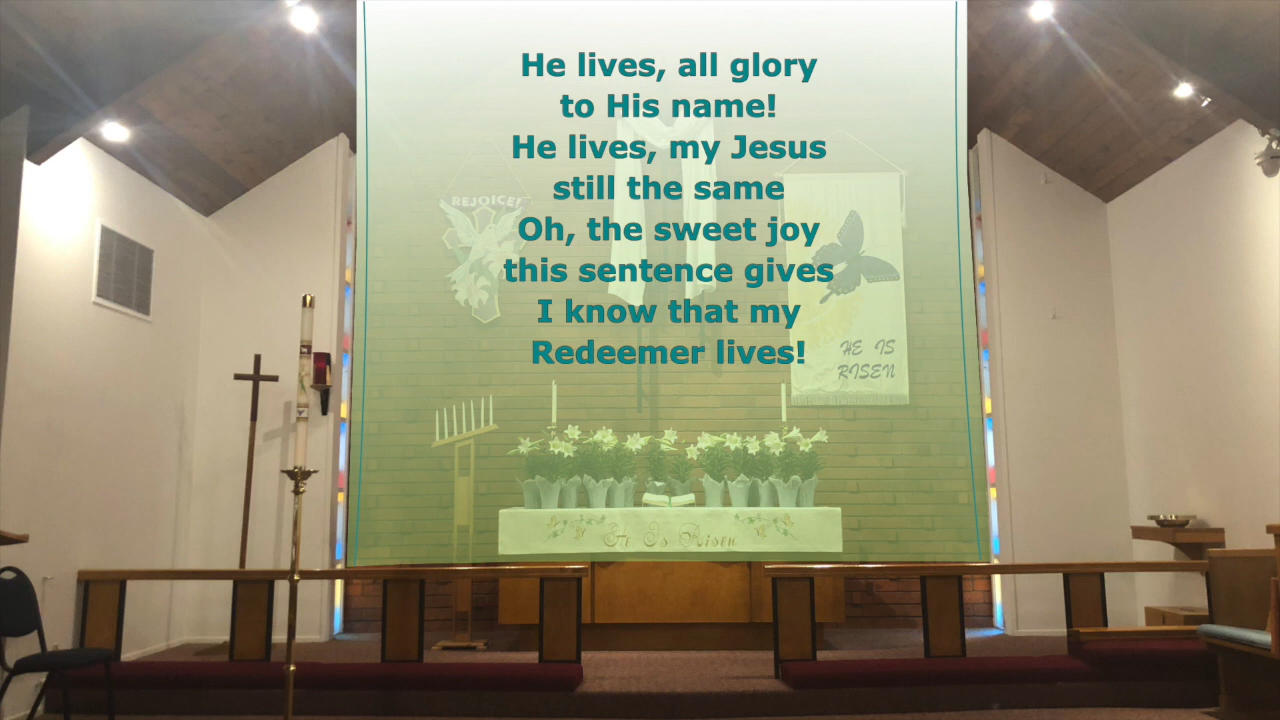 He lives, all glory
to His name!
He lives, my Jesus
still the same
Oh, the sweet joy
this sentence gives
I know that my
Redeemer lives!
REJOICE!
HE IS
RISEN
He Is Risen